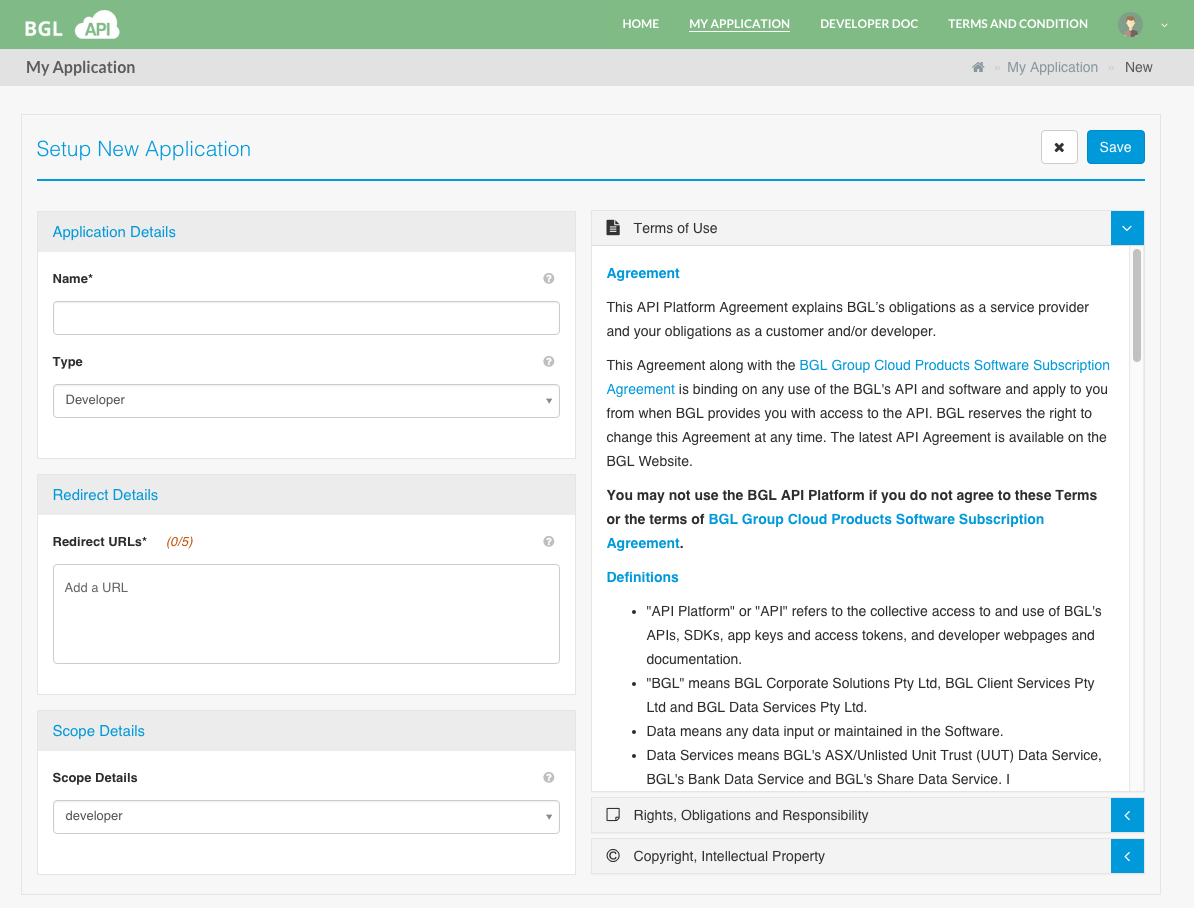 BGL API
HOME
MY APPLICATION
DEVELOPER DOC
TERMS AND CONDITION
My Application
» My Application » New
Setup New Application
Save
Application Details
Name*
Type
Developer
Redirect Details
Redirect URLs* (0/5)
Add a URL
Scope Details
Scope Details
developer
Terms of Use
Agreement
This API Platform Agreement explains BGL's obligations as a service provider
and your obligations as a customer and/or developer.
This Agreement along with the BGL Group Cloud Products Software Subscription
Agreement is binding on any use of the BGL's API and software and apply to you
from when BGL provides you with access to the API. BGL reserves the right to
change this Agreement at any time. The latest API Agreement is available on the
BGL Website.
You may not use the BGL API Platform if you do not agree to these Terms
or the terms of BGL Group Cloud Products Software Subscription
Agreement.
Definitions
• "API Platform" or "API" refers to the collective access to and use of BGL's
APIs, SDKs, app keys and access tokens, and developer webpages and
documentation.
• "BGL" means BGL Corporate Solutions Pty Ltd, BGL Client Services Pty
Ltd and BGL Data Services Pty Ltd.
• Data means any data input or maintained in the Software.
• Data Services means BGL's ASX/Unlisted Unit Trust (UUT) Data Service,
BGL's Bank Data Service and BGL's Share Data Service. I
Rights, Obligations and Responsibility
© Copyright, Intellectual Property